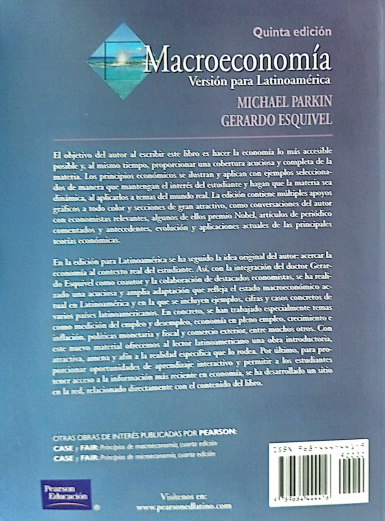 Quinta edición
Macroeconomía
Versión para Latinoamérica
MICHAEL PARKIN
GERARDO ESQUIVEL
El objetivo del autor al escribir este libro es hacer la economía lo más accesible
posible y, al mismo tiempo, proporcionar una cobertura acuciosa y completa de la
materia. Los principios económicos se ilustran y aplican con ejemplos selecciona-
dos de manera que mantengan el interés del estudiante y hagan que la materia sea
dinámica, al aplicarlos a temas del mundo real. La edición contiene múltiples apoyos
gráficos a todo color y secciones de gran atractivo, como conversaciones del autor
con economistas relevantes, algunos de ellos premio Nobel, artículos de periódico
comentados y antecedentes, evolución y aplicaciones actuales de las principales
teorías económicas.
En la edición para Latinoamérica se ha seguido la idea original del autor: acercar la
economía al contexto real del estudiante. Así, con la integración del doctor Gerar-
do Esquivel como coautor y la colaboración de destacados economistas, se ha reali-
zado una acuciosa y amplia adaptación que refleja el estado macroeconómico ac-
tual en Latinoamérica y en la que se incluyen ejemplos, cifras y casos concretos de
varios países latinoamericanos. En concreto, se han trabajado especialmente temas
como medición del empleo y desempleo, economía en pleno empleo, crecimiento e
inflación, políticas monetaria y fiscal y comercio exterior, entre muchos otros. Con
este nuevo material ofrecemos al lector latinoamericano una obra introductoria,
atractiva, amena y afín a la realidad específica que lo rodea. Por último, para pro-
porcionar oportunidades de aprendizaje interactivo y permitir a los estudiantes
tener acceso a la información más reciente en economía, se ha desarrollado un sitio
en la red, relacionado directamente con el contenido del libro.
OTRAS OBRAS DE INTERÉS PUBLICADAS POR PEARSON:
CASE y FAIR: Principios de macroeconomía, cuarta edición
CASE y FAIR: Principios de microeconomía, cuarta edición
Pearson
Educación
®
Visítenos en:
www.pearsonedlatino.com